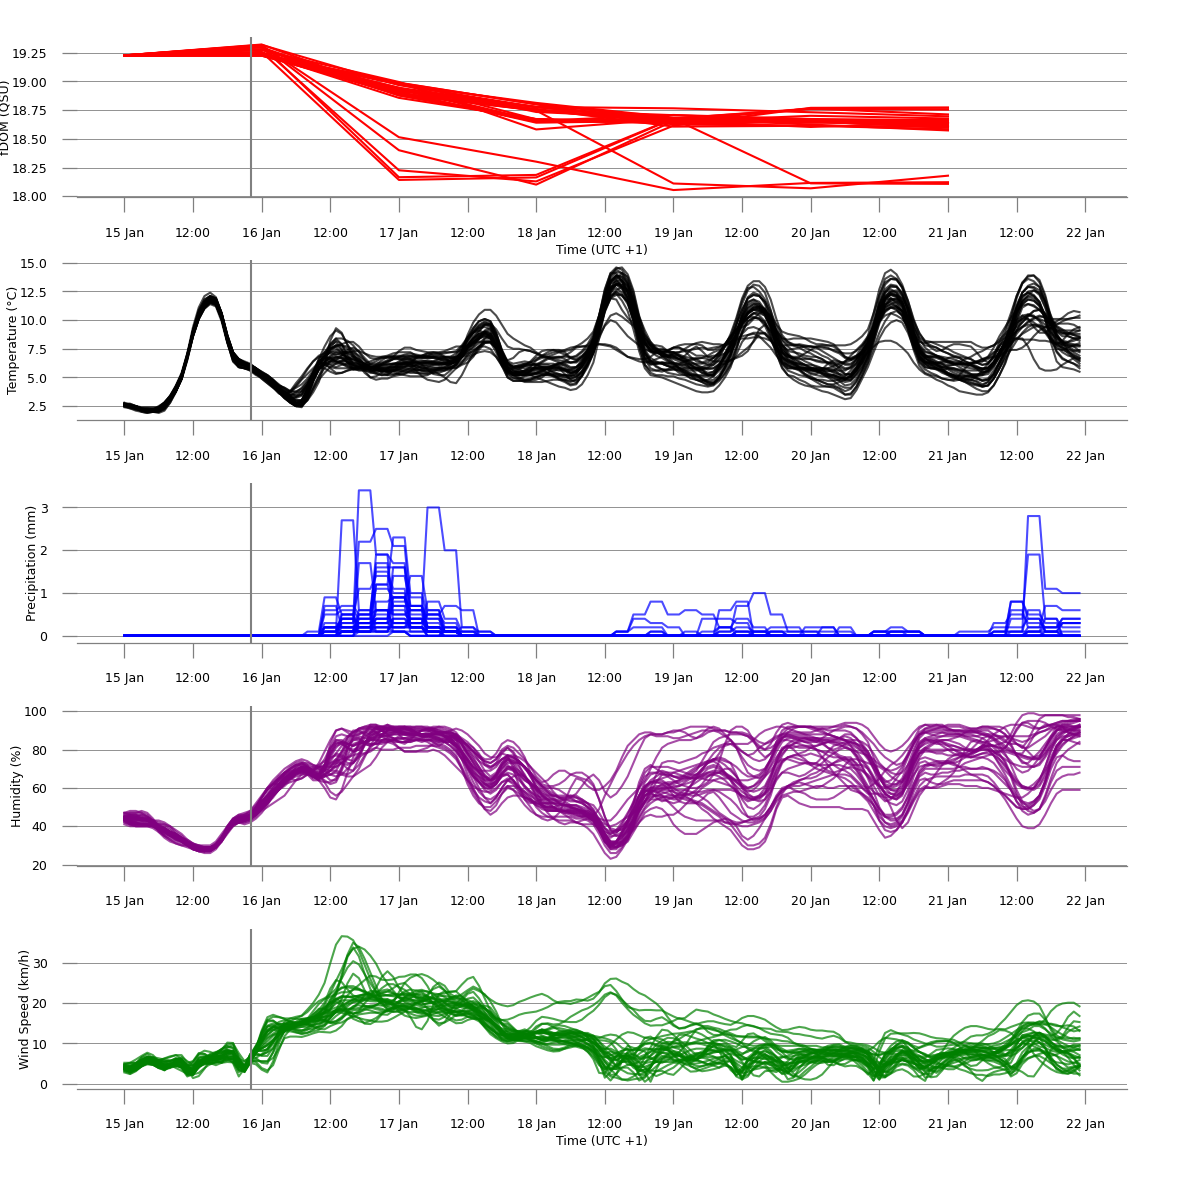 19.25
19.00
18.75
18.50
18.25
18.00
fDOM (QSU)
15 Jan 12:00 16 Jan 12:00 17 Jan 12:00 18 Jan 12:00 19 Jan 12:00 20 Jan 12:00 21 Jan 12:00 22 Jan
Time (UTC +1)
15.0
12.5
10.0
7.5
5.0
2.5
Temperature (°C)
15 Jan 12:00 16 Jan 12:00 17 Jan 12:00 18 Jan 12:00 19 Jan 12:00 20 Jan 12:00 21 Jan 12:00 22 Jan
3
2
1
0
Precipitation (mm)
15 Jan 12:00 16 Jan 12:00 17 Jan 12:00 18 Jan 12:00 19 Jan 12:00 20 Jan 12:00 21 Jan 12:00 22 Jan
100
80
60
40
20
Humidity (%)
15 Jan 12:00 16 Jan 12:00 17 Jan 12:00 18 Jan 12:00 19 Jan 12:00 20 Jan 12:00 21 Jan 12:00 22 Jan
30
20
10
0
Wind Speed (km/h)
15 Jan 12:00 16 Jan 12:00 17 Jan 12:00 18 Jan 12:00 19 Jan 12:00 20 Jan 12:00 21 Jan 12:00 22 Jan
Time (UTC +1)